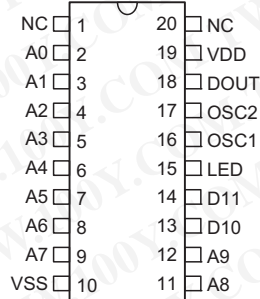 NC 1 20 NC
A0 2 19 VDD
A1 3 18 DOUT
A2 4 17 OSC2
A3 5 16 OSC1
A4 6 15 LED
A5 7 14 D11
A6 8 13 D10
A7 9 12 A9
VSS 10 11 A8